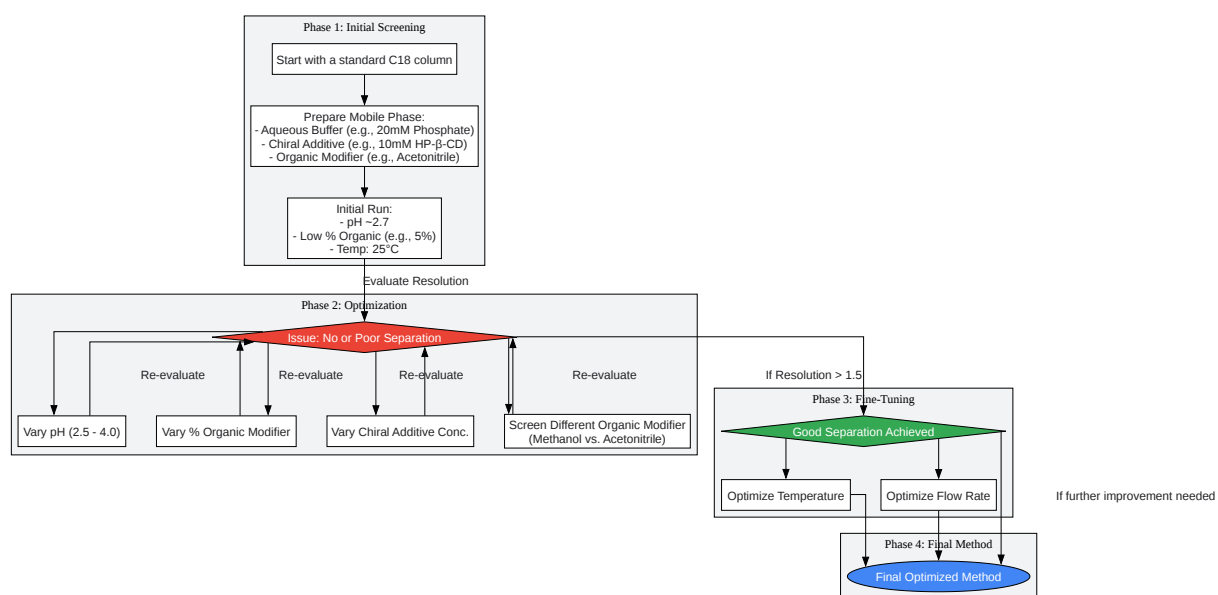 Phase 1: Initial Screening
Start with a standard C18 column
Prepare Mobile Phase:
- Aqueous Buffer (e.g., 20mM Phosphate)
- Chiral Additive (e.g., 10mM HP-β-CD)
- Organic Modifier (e.g., Acetonitrile)
Initial Run:
- pH ~2.7
- Low % Organic (e.g., 5%)
- Temp: 25°C
Evaluate Resolution
Phase 2: Optimization
Issue: No or Poor Separation
Re-evaluate
Re-evaluate
Re-evaluate
Re-evaluate
If Resolution > 1.5
Vary pH (2.5 - 4.0)
Vary % Organic Modifier
Vary Chiral Additive Conc.
Screen Different Organic Modifier
(Methanol vs. Acetonitrile)
Phase 3: Fine-Tuning
Good Separation Achieved
Optimize Temperature
Optimize Flow Rate
If further improvement needed
Phase 4: Final Method
Final Optimized Method